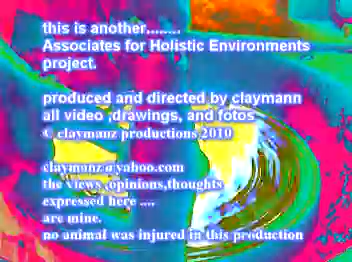 this is another........
Associates for Holistic Environments
project.
produced and directed by claymann
all video ,drawings, and fotos
© claymanz productions 2010
claymunz@yahoo.com
the views ,opinions,thoughts
expressed here ....
are mine.
no animal was injured in this production